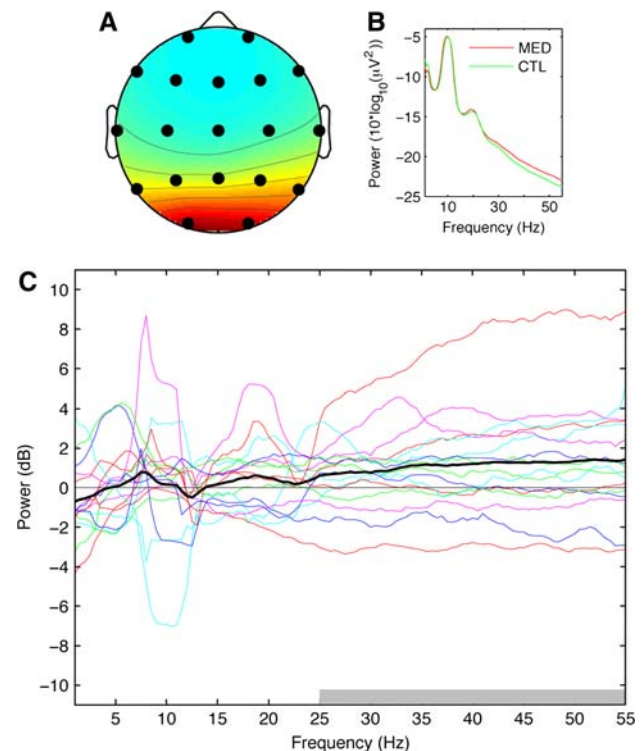 A
B
Power (10*log10(μV2))
-5
-10
-15
-20
-25
MED
CTL
10 30 50
Frequency (Hz)
C
Power (dB)
10
8
6
4
2
0
-2
-4
-6
-8
-10
5 10 15 20 25 30 35 40 45 50 55
Frequency (Hz)